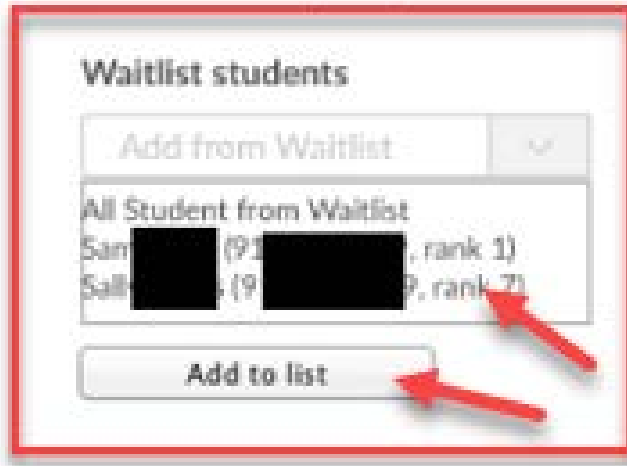 Waitlist students
Add from Waitlist
All Student from Waitlist
San (91 , rank 1)
Sall s (9 9, rank 7)
Add to list